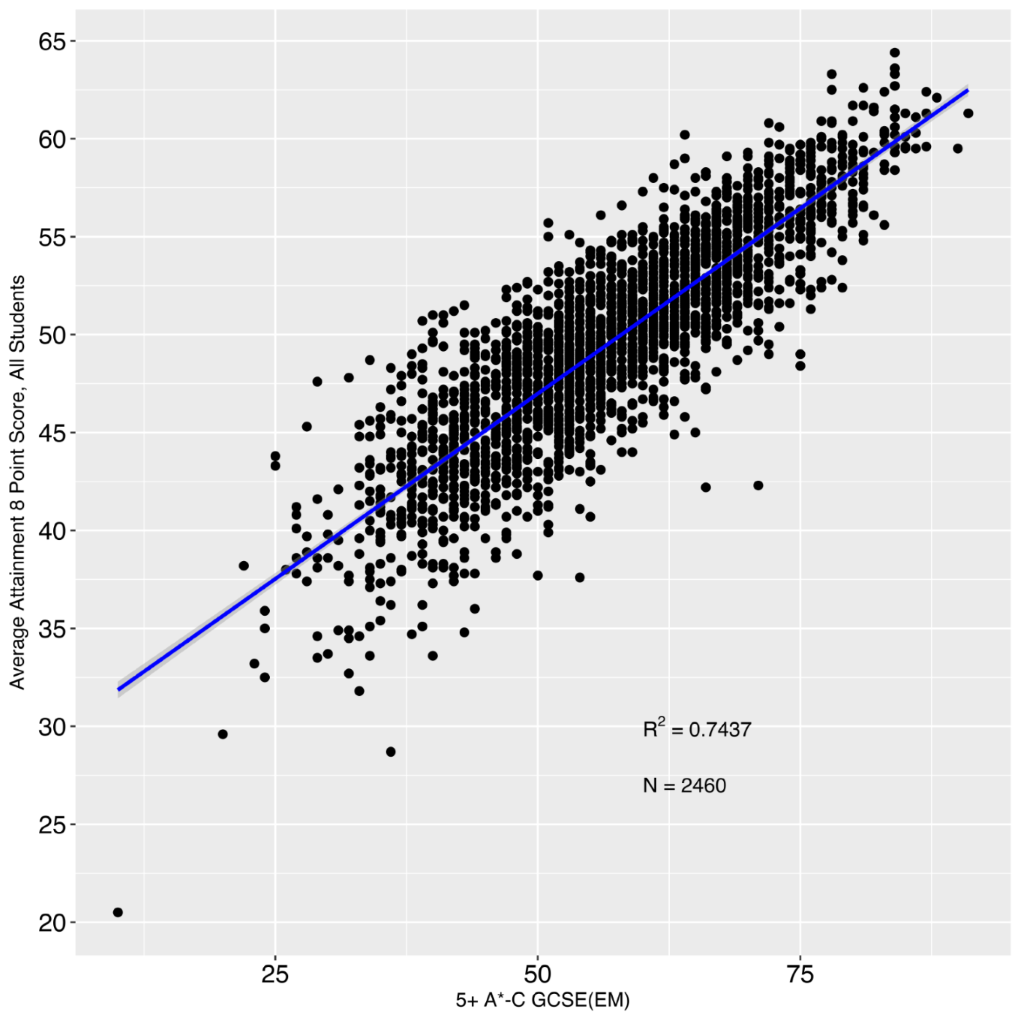 65
60
55
50
45
40
35
30
25
20
Average Attainment 8 Point Score, All Students
R² = 0.7437
N = 2460
25 50 75
5+ A*-C GCSE(EM)